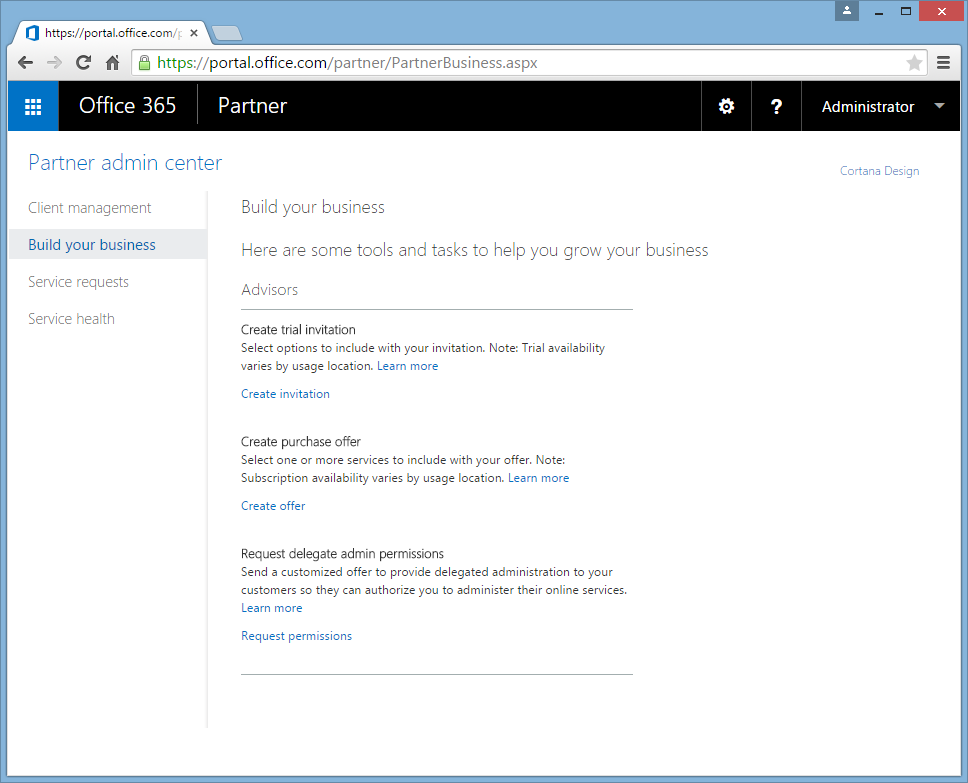 https://portal.office.com/p
https://portal.office.com/partner/PartnerBusiness.aspx
Office 365
Partner
?
Administrator
Partner admin center
Cortana Design
Client management
Build your business
Service requests
Service health
Build your business
Here are some tools and tasks to help you grow your business
Advisors
Create trial invitation
Select options to include with your invitation. Note: Trial availability
varies by usage location. Learn more
Create invitation
Create purchase offer
Select one or more services to include with your offer. Note:
Subscription availability varies by usage location. Learn more
Create offer
Request delegate admin permissions
Send a customized offer to provide delegated administration to your
customers so they can authorize you to administer their online services.
Learn more
Request permissions